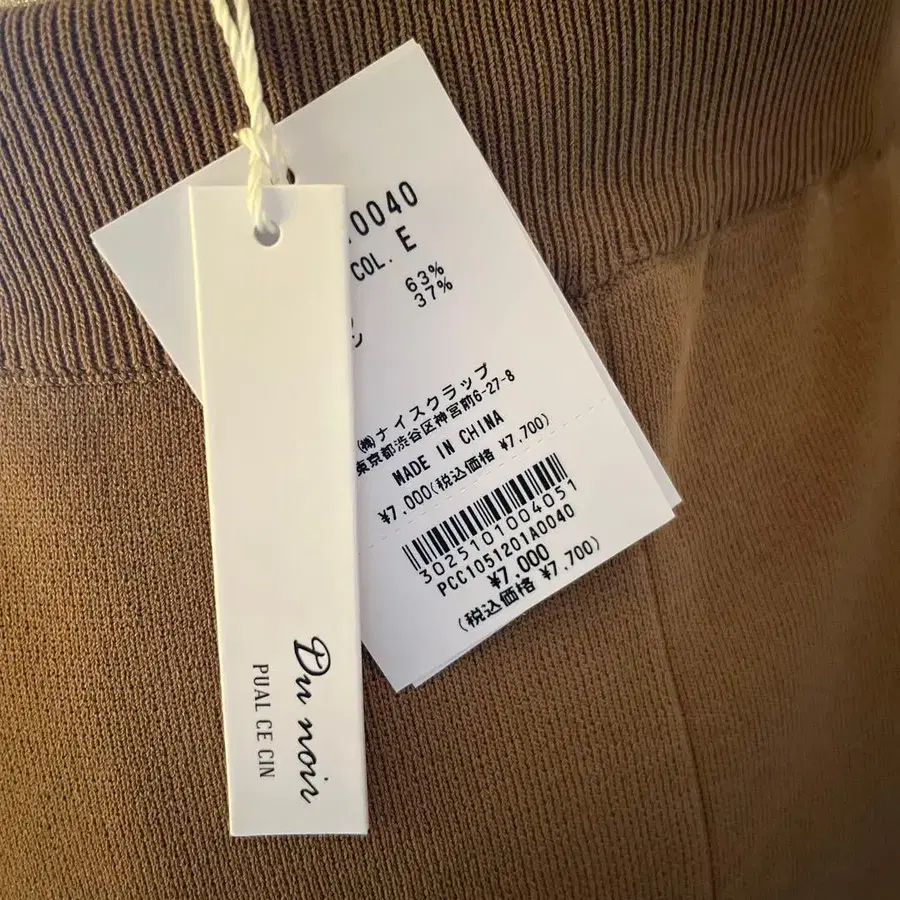 0040
COL. E
63%
37%
ン
㈱ナイスクラップ
東京都渋谷区神宮前6-27-8
MADE IN CHINA
¥7,000(税込価格 ¥7,700)
3025101004051
PCC1051201A0040
¥7,000
(税込価格 ¥7,700)
Du noir
PUAL CE CIN